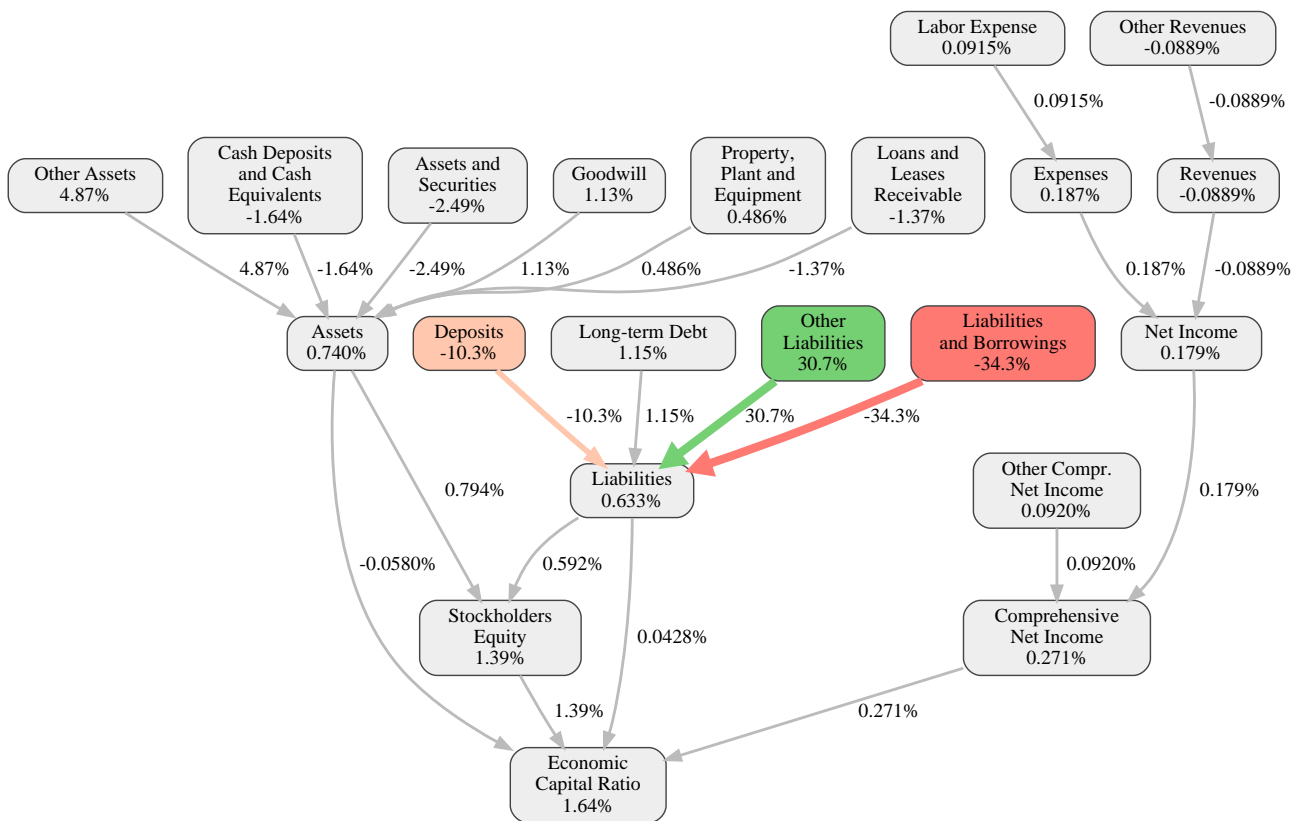 Labor Expense
0.0915%
Other Revenues
-0.0889%
0.0915%
-0.0889%
Other Assets
4.87%
Cash Deposits
and Cash
Equivalents
-1.64%
Assets and
Securities
-2.49%
Goodwill
1.13%
Property,
Plant and
Equipment
0.486%
Loans and
Leases
Receivable
-1.37%
Expenses
0.187%
Revenues
-0.0889%
4.87%
-1.64%
-2.49%
1.13%
0.486%
-1.37%
0.187%
-0.0889%
Assets
0.740%
Deposits
-10.3%
Long-term Debt
1.15%
Other
Liabilities
30.7%
Liabilities
and Borrowings
-34.3%
Net Income
0.179%
-10.3%
1.15%
30.7%
-34.3%
0.794%
Liabilities
0.633%
Other Compr.
Net Income
0.0920%
0.179%
-0.0580%
0.592%
0.0428%
0.0920%
Stockholders
Equity
1.39%
Comprehensive
Net Income
0.271%
1.39%
0.271%
Economic
Capital Ratio
1.64%